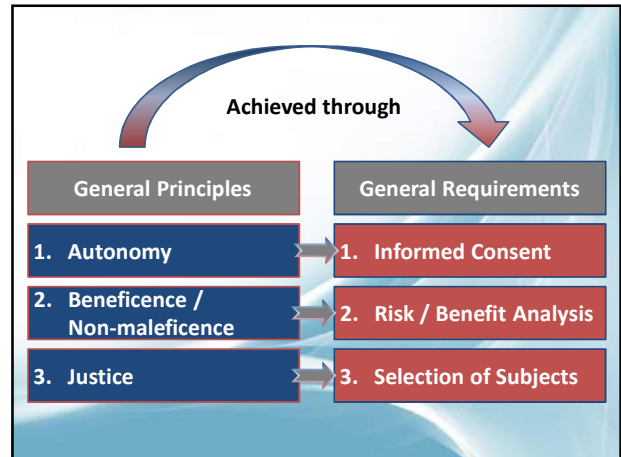 Achieved through
General Principles
General Requirements
1. Autonomy
1. Informed Consent
2. Beneficence /
Non-maleficence
2. Risk / Benefit Analysis
3. Justice
3. Selection of Subjects